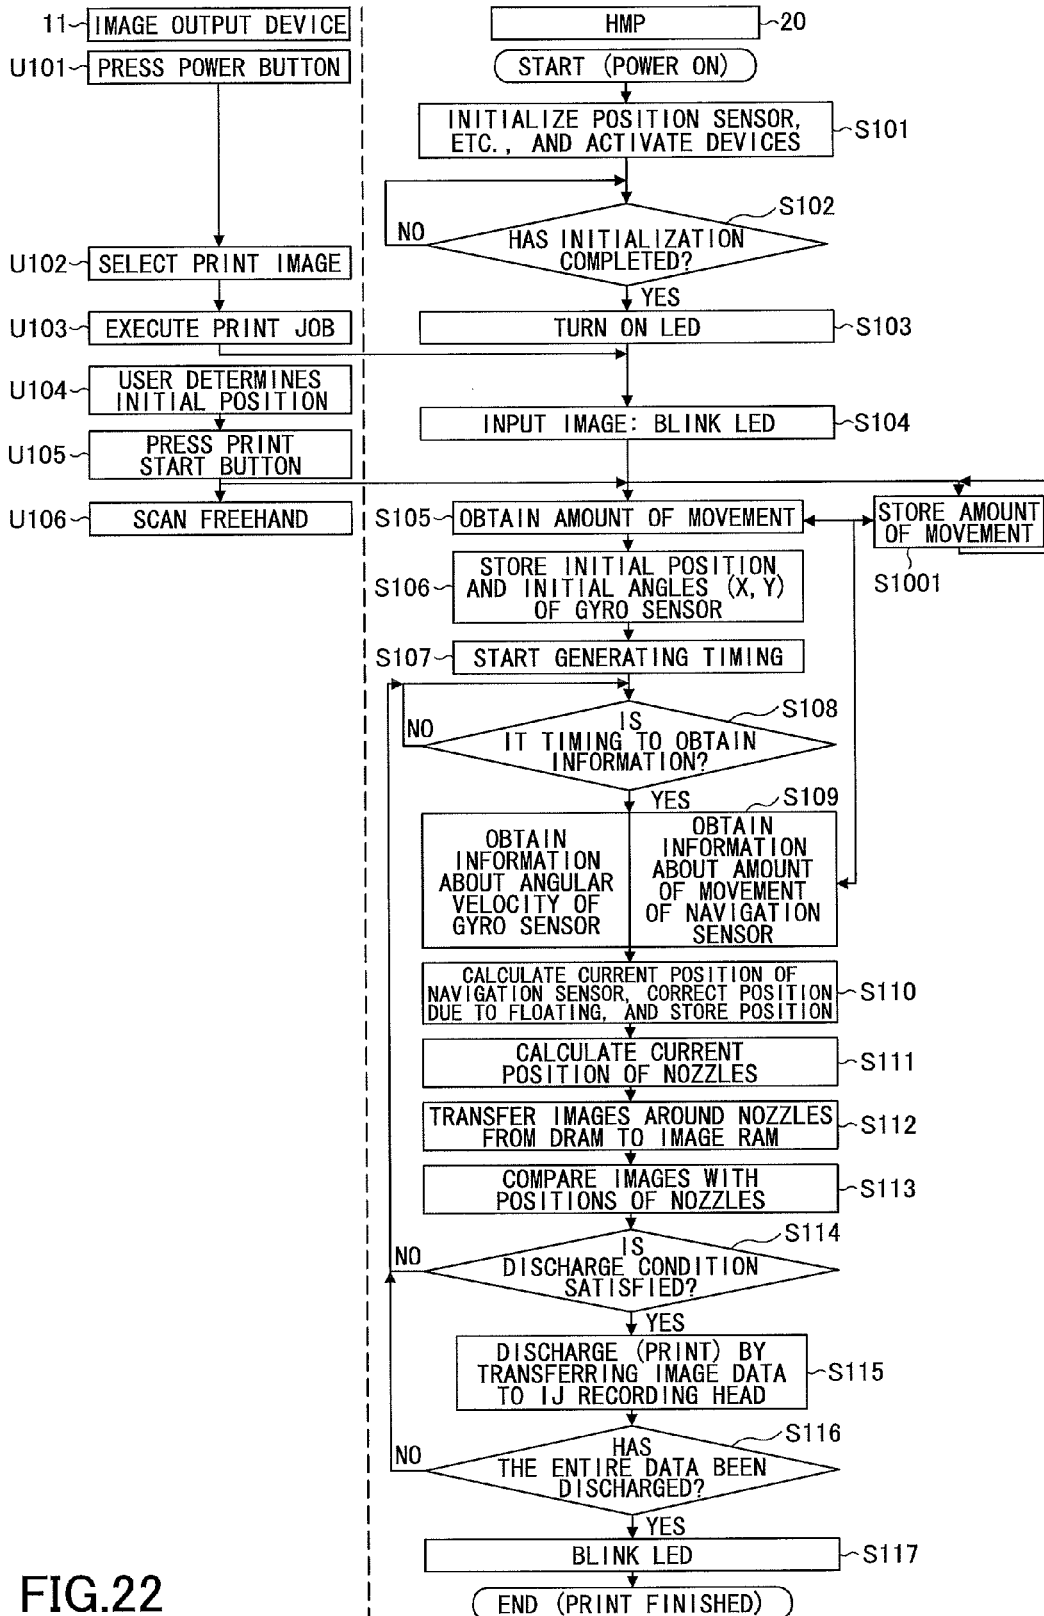 11
IMAGE OUTPUT DEVICE
HMP
20
U101
PRESS POWER BUTTON
START (POWER ON)
INITIALIZE POSITION SENSOR,
ETC., AND ACTIVATE DEVICES
S101
S102
NO
HAS INITIALIZATION
COMPLETED?
U102
SELECT PRINT IMAGE
YES
U103
EXECUTE PRINT JOB
TURN ON LED
S103
U104
USER DETERMINES
INITIAL POSITION
INPUT IMAGE: BLINK LED
S104
U105
PRESS PRINT
START BUTTON
U106
SCAN FREEHAND
S105
OBTAIN AMOUNT OF MOVEMENT
STORE AMOUNT
OF MOVEMENT
S1001
S106
STORE INITIAL POSITION
AND INITIAL ANGLES (X, Y)
OF GYRO SENSOR
S107
START GENERATING TIMING
S108
NO
IS
IT TIMING TO OBTAIN
INFORMATION?
YES
S109
OBTAIN
INFORMATION
ABOUT ANGULAR
VELOCITY OF
GYRO SENSOR
OBTAIN
INFORMATION
ABOUT AMOUNT
OF MOVEMENT
OF NAVIGATION
SENSOR
CALCULATE CURRENT POSITION OF
NAVIGATION SENSOR, CORRECT POSITION
DUE TO FLOATING, AND STORE POSITION
S110
CALCULATE CURRENT
POSITION OF NOZZLES
S111
TRANSFER IMAGES AROUND NOZZLES
FROM DRAM TO IMAGE RAM
S112
COMPARE IMAGES WITH
POSITIONS OF NOZZLES
S113
S114
NO
IS
DISCHARGE CONDITION
SATISFIED?
YES
DISCHARGE (PRINT) BY
TRANSFERRING IMAGE DATA
TO IJ RECORDING HEAD
S115
S116
NO
HAS
THE ENTIRE DATA BEEN
DISCHARGED?
YES
BLINK LED
S117
END (PRINT FINISHED)
FIG.22